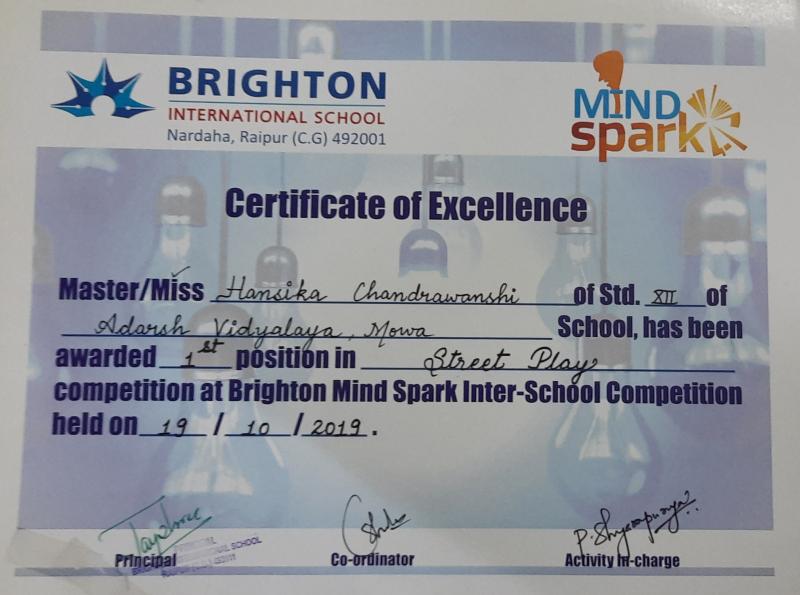 BRIGHTON
INTERNATIONAL SCHOOL
Nardaha, Raipur (C.G) 492001
MIND
spark
Certificate of Excellence
Master/Miss Hansika Chandrawanshi of Std. XII of
Adarsh Vidyalaya, Mowa School, has been
awarded 1st position in Street Play
competition at Brighton Mind Spark Inter-School Competition
held on 19 / 10 / 2019 .
Principal Co-ordinator Activity In-charge
PRINCIPAL